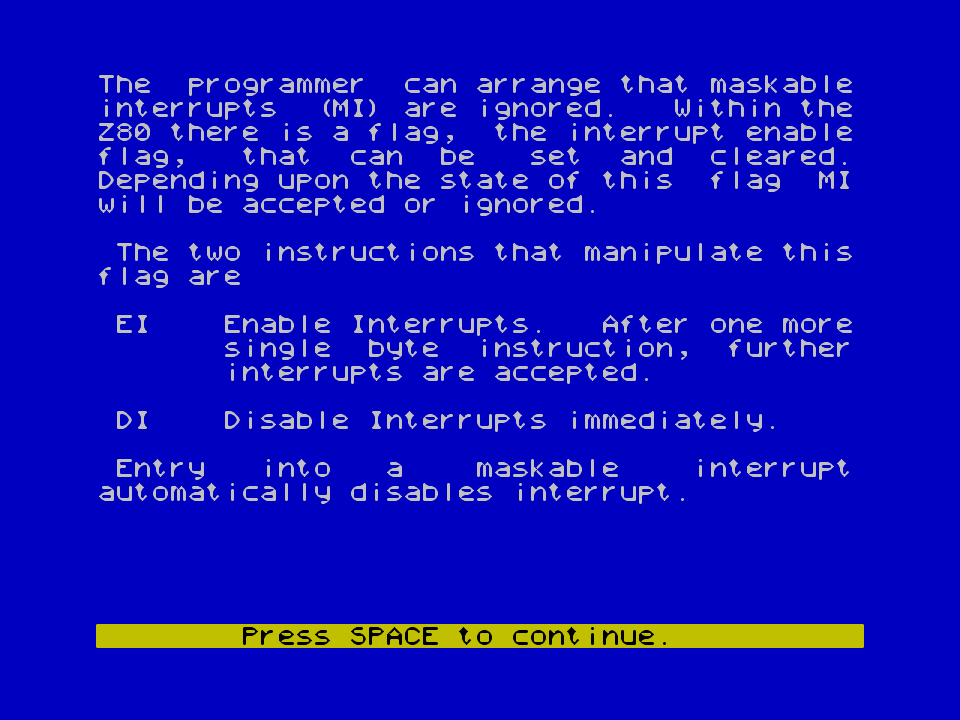 The  programmer  can arrange that maskable
interrupts  (MI) are ignored.  Within the
Z80 there is a flag,  the interrupt enable
flag,   that   can   be   set   and   cleared.
Depending upon the state of this  flag  MI
will be accepted or ignored.
The two instructions that manipulate this
flag are
EI    Enable Interrupts.   After one more
single  byte  instruction,  further
interrupts are accepted.
DI    Disable Interrupts immediately.
Entry   into   a    maskable    interrupt
automatically disables interrupt.
Press SPACE to continue.